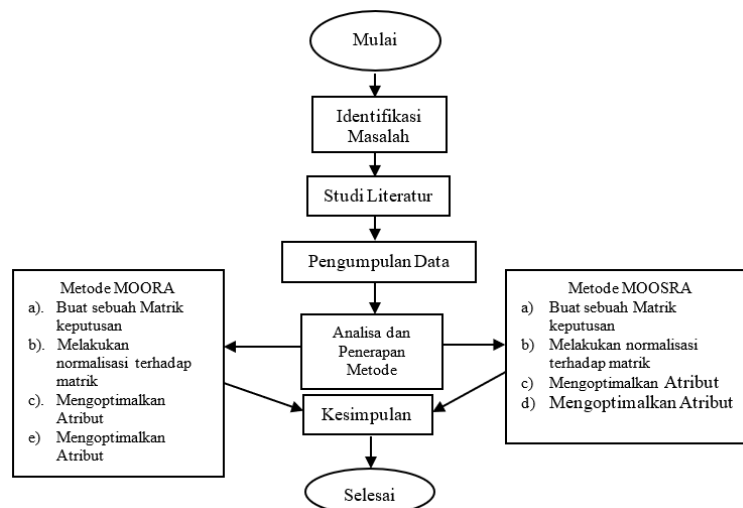 Mulai
Identifikasi
Masalah
Studi Literatur
Pengumpulan Data
Metode MOORA
a). Buat sebuah Matrik
keputusan
b). Melakukan
normalisasi terhadap
matrik
c). Mengoptimalkan
Atribut
e) Mengoptimalkan
Atribut
Analisa dan
Penerapan
Metode
Metode MOOSRA
a) Buat sebuah Matrik
keputusan
b) Melakukan normalisasi
terhadap matrik
c) Mengoptimalkan Atribut
d) Mengoptimalkan Atribut
Kesimpulan
Selesai